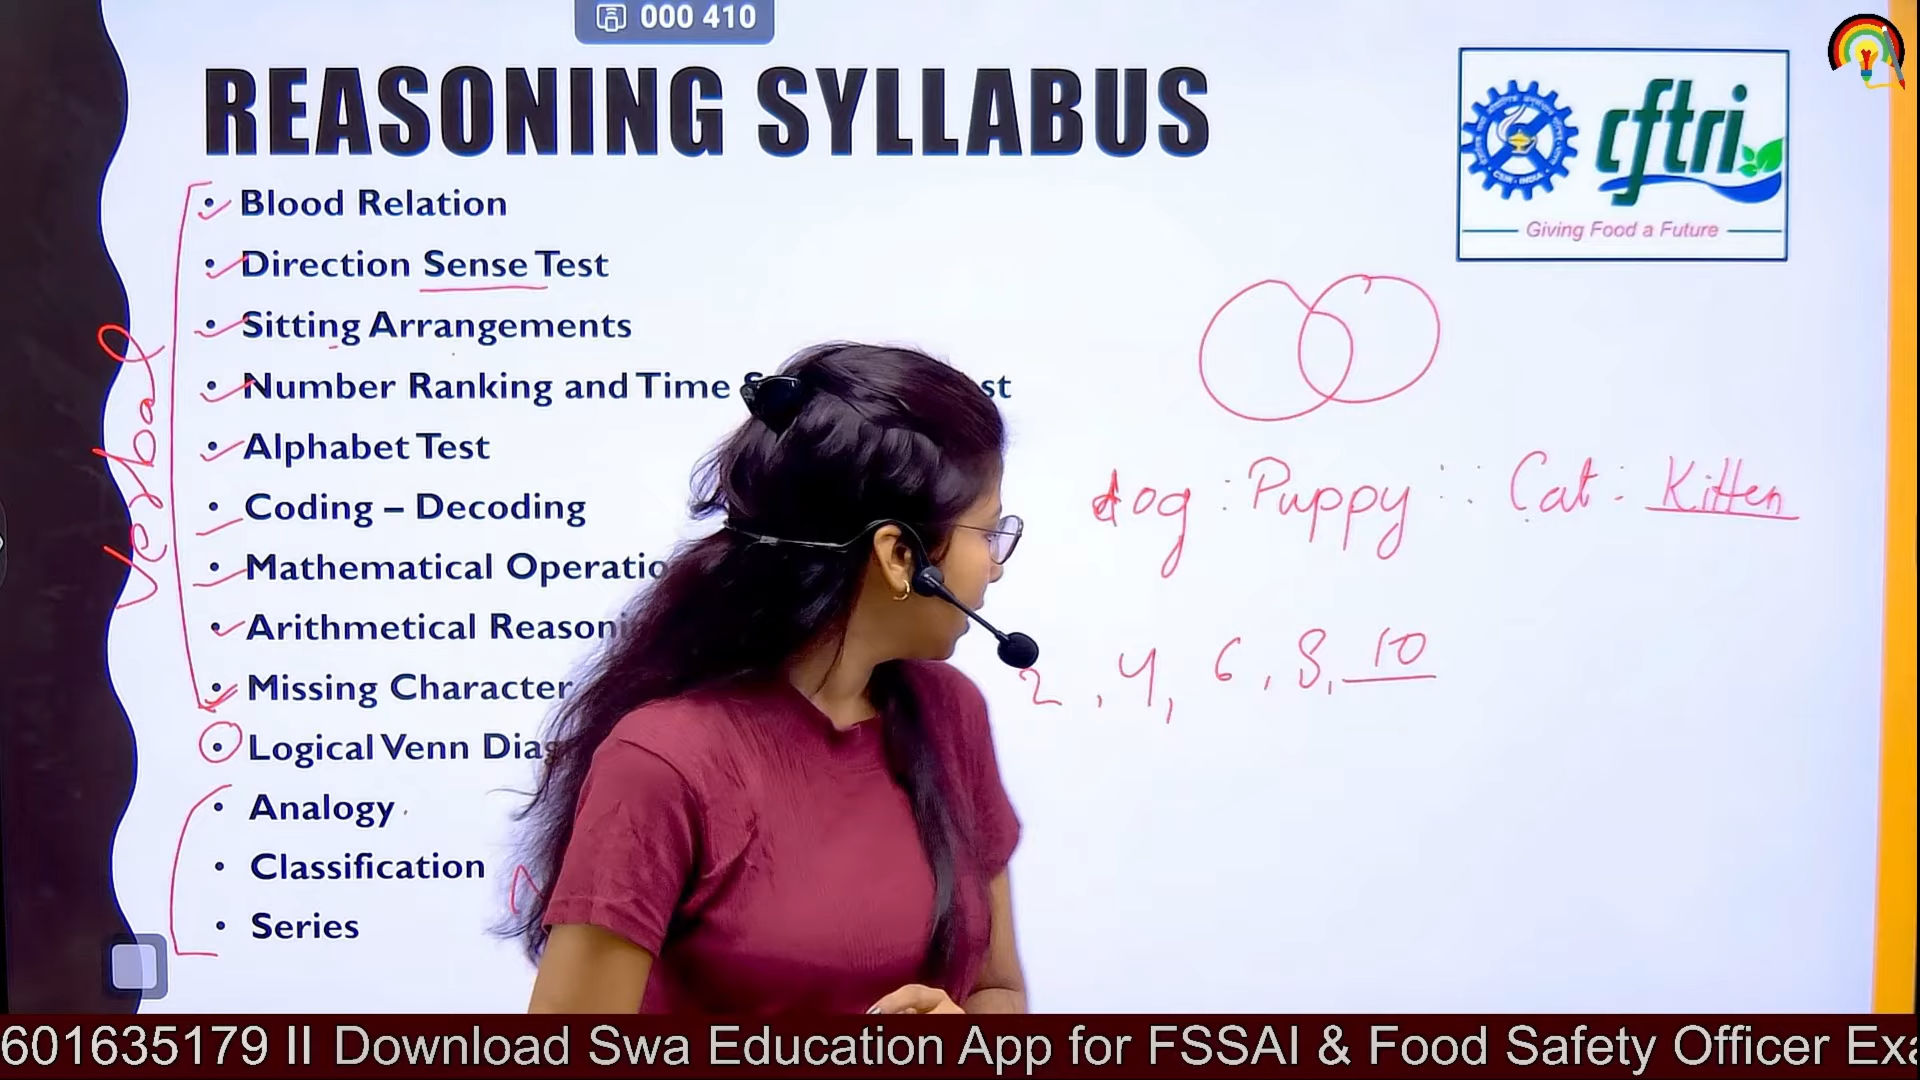 000 410
REASONING SYLLABUS
cftri
CSIR - INDIA
Giving Food a Future
• Blood Relation
• Direction Sense Test
• Sitting Arrangements
• Number Ranking and Time S st
• Alphabet Test
• Coding – Decoding
• Mathematical Operatio
• Arithmetical Reasoni
• Missing Character
• Logical Venn Dia
• Analogy
• Classification
• Series
Verbal
dog : Puppy :: Cat : Kitten
2, 4, 6, 8, 10
601635179 II Download Swa Education App for FSSAI & Food Safety Officer Exa